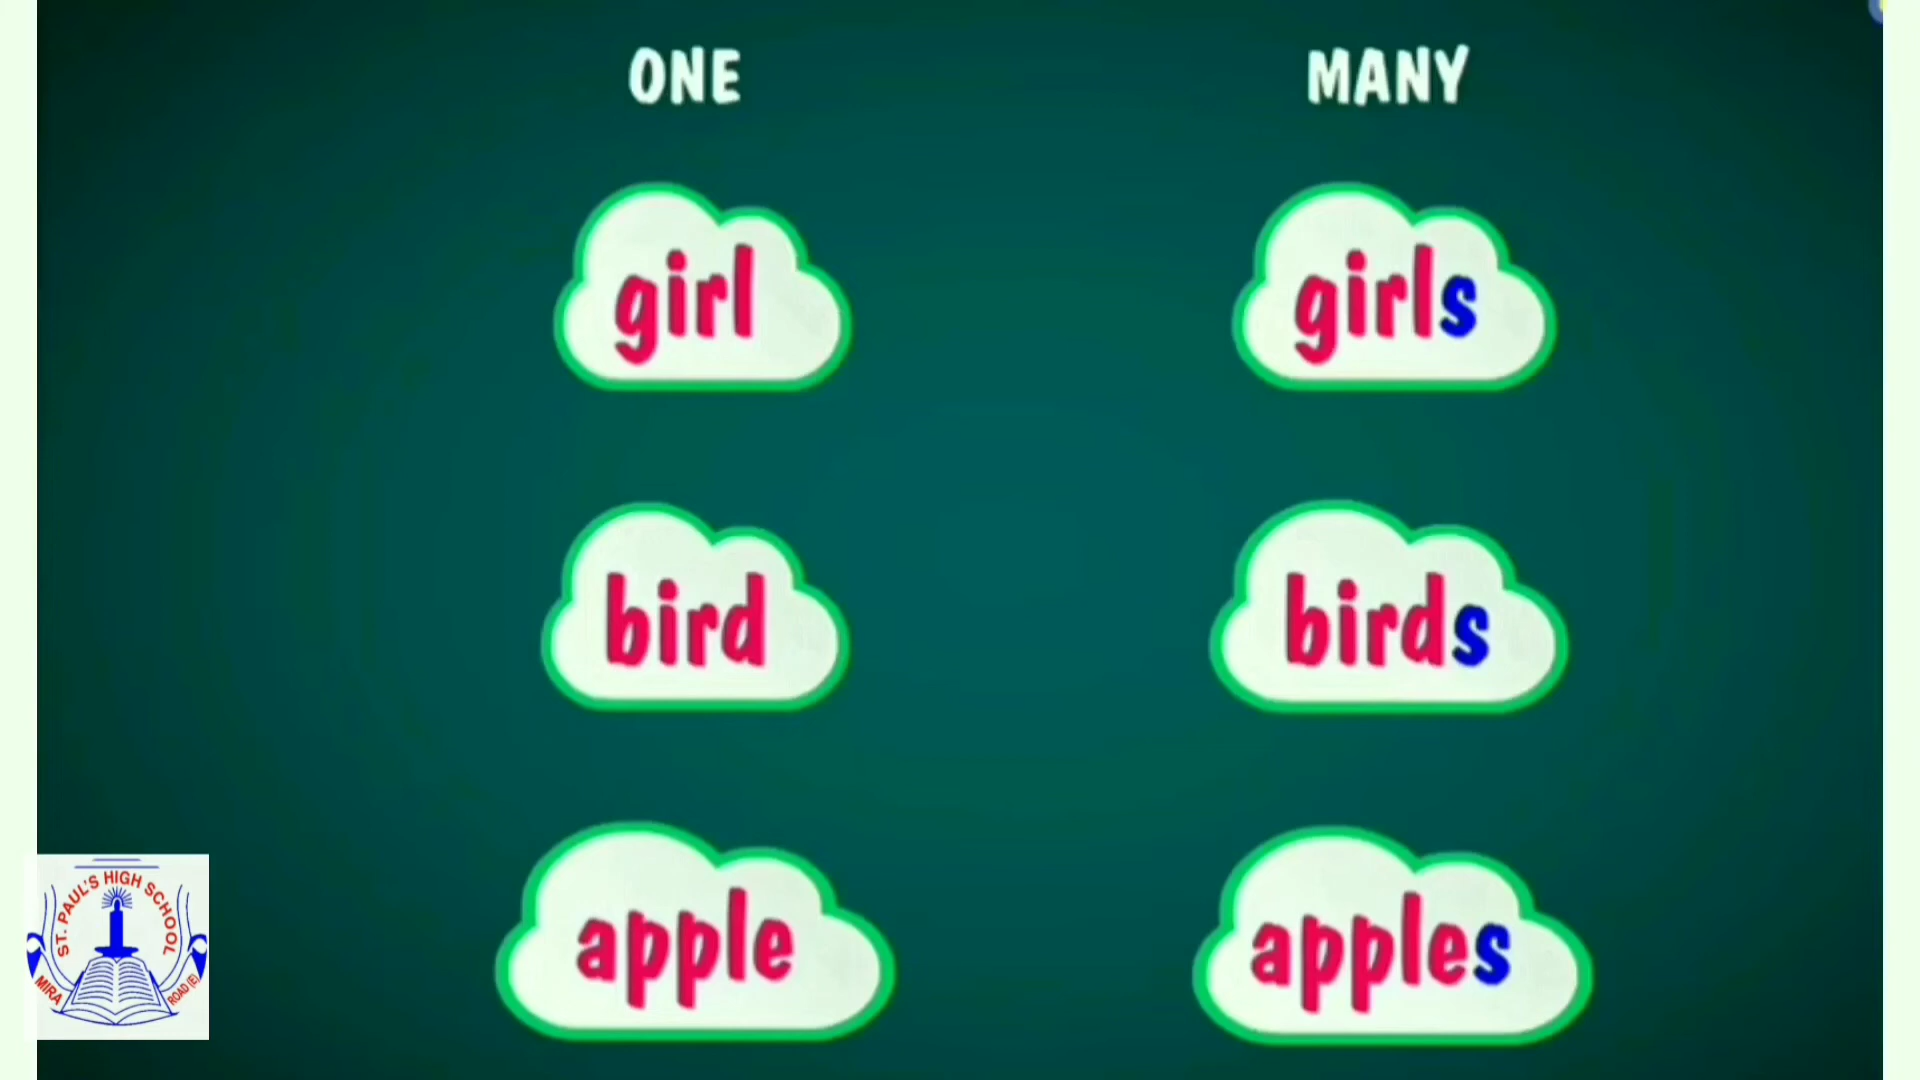 ONE MANY
girl girls
bird birds
apple apples
ST. PAUL'S HIGH SCHOOL
MIRA ROAD (E)